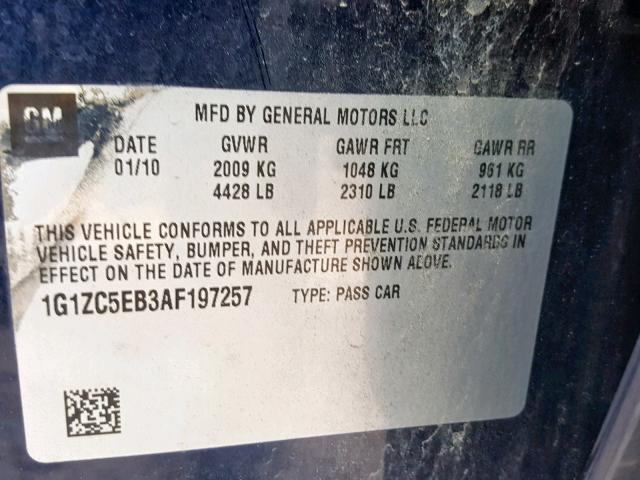 GM
MFD BY GENERAL MOTORS LLC
DATE GVWR GAWR FRT GAWR RR
01/10 2009 KG 1048 KG 961 KG
4428 LB 2310 LB 2118 LB
THIS VEHICLE CONFORMS TO ALL APPLICABLE U.S. FEDERAL MOTOR
VEHICLE SAFETY, BUMPER, AND THEFT PREVENTION STANDARDS IN
EFFECT ON THE DATE OF MANUFACTURE SHOWN ABOVE.
1G1ZC5EB3AF197257 TYPE: PASS CAR